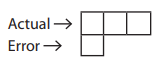 Actual →
Error →